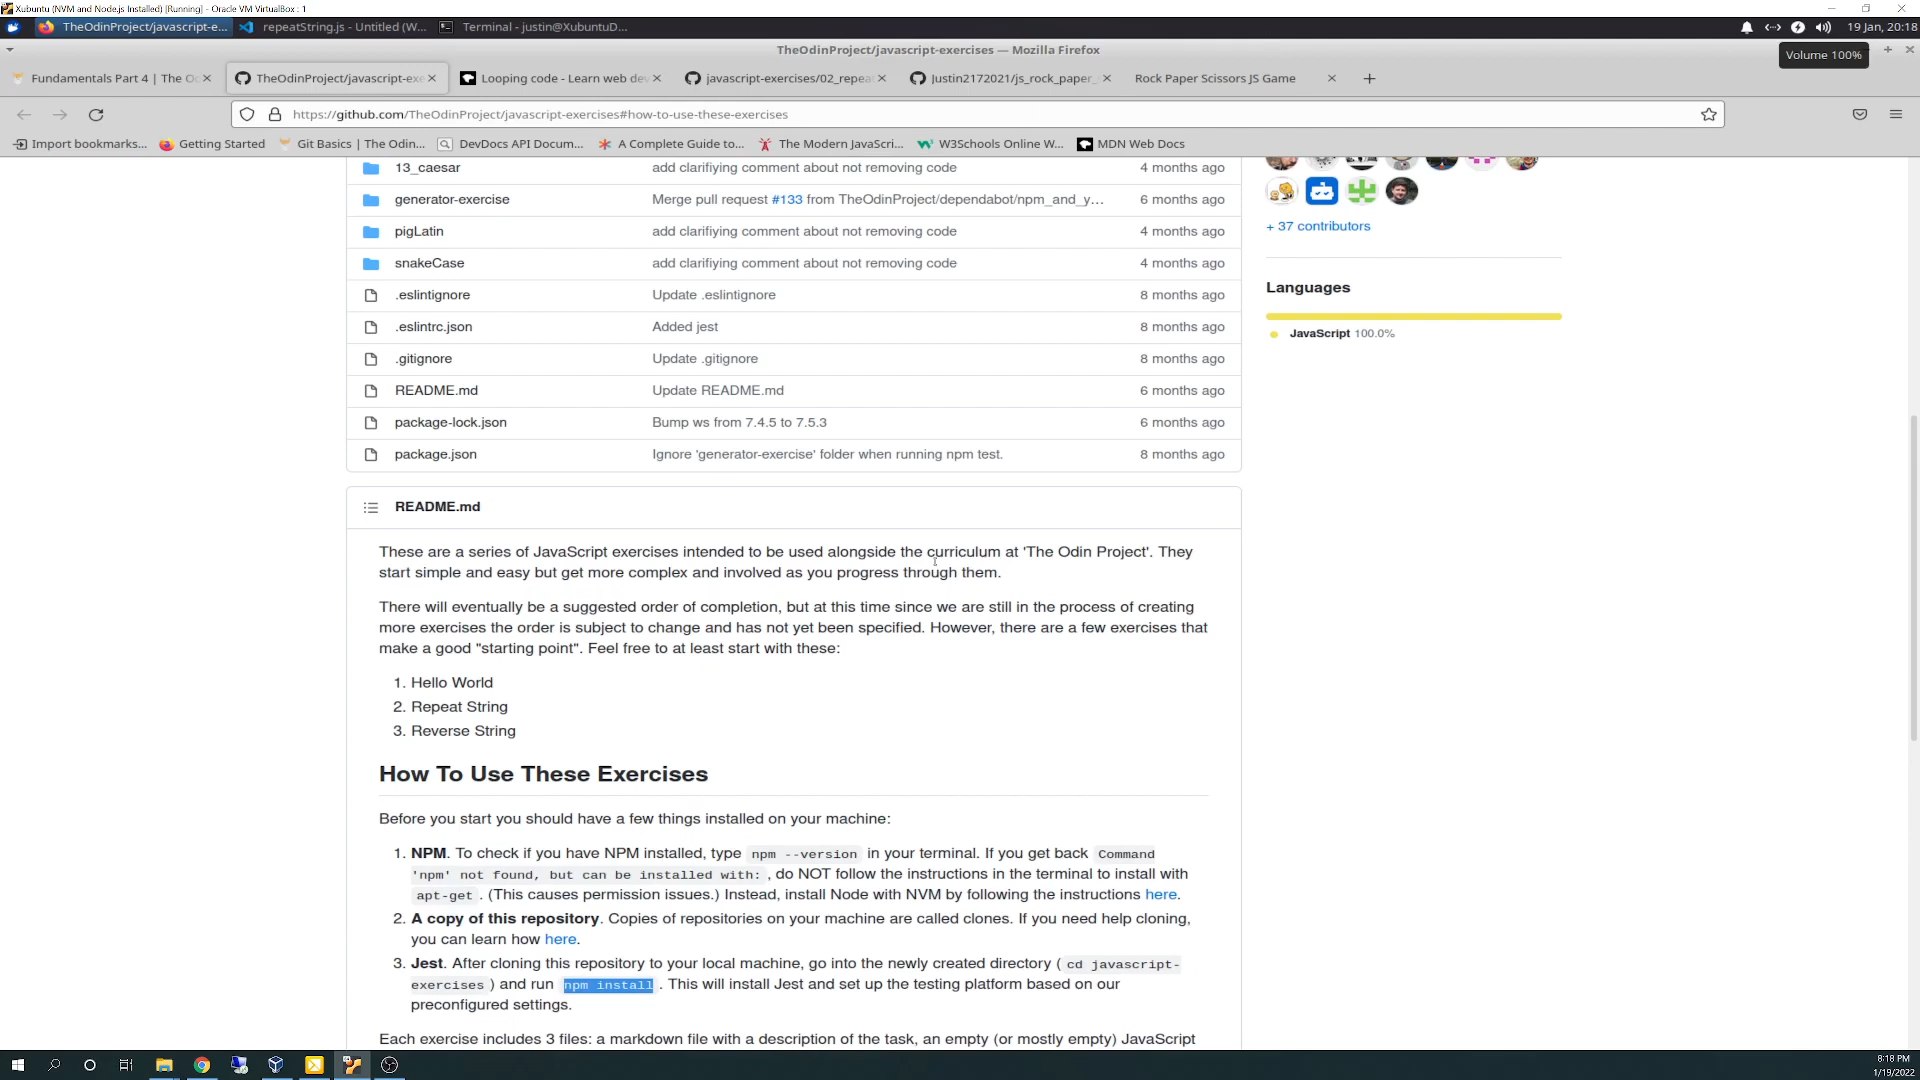 Xubuntu (NVM and Node.js Installed) [Running] - Oracle VM VirtualBox : 1
TheOdinProject/javascript-e... repeatString.js - Untitled (W... Terminal - justin@XubuntuD... 19 Jan, 20:18
TheOdinProject/javascript-exercises — Mozilla Firefox
Volume 100%
Fundamentals Part 4 | The O TheOdinProject/javascript-exe Looping code - Learn web de javascript-exercises/02_repea Justin2172021/js_rock_paper_ Rock Paper Scissors JS Game
https://github.com/TheOdinProject/javascript-exercises#how-to-use-these-exercises
Import bookmarks... Getting Started Git Basics | The Odin... DevDocs API Docum... A Complete Guide to... The Modern JavaScri... W3Schools Online W... MDN Web Docs
13_caesar add clarifiying comment about not removing code 4 months ago
generator-exercise Merge pull request #133 from TheOdinProject/dependabot/npm_and_y... 6 months ago
pigLatin add clarifiying comment about not removing code 4 months ago
snakeCase add clarifiying comment about not removing code 4 months ago
.eslintignore Update .eslintignore 8 months ago
.eslintrc.json Added jest 8 months ago
.gitignore Update .gitignore 8 months ago
README.md Update README.md 6 months ago
package-lock.json Bump ws from 7.4.5 to 7.5.3 6 months ago
package.json Ignore 'generator-exercise' folder when running npm test. 8 months ago
+ 37 contributors
Languages
JavaScript 100.0%
README.md
These are a series of JavaScript exercises intended to be used alongside the curriculum at 'The Odin Project'. They
start simple and easy but get more complex and involved as you progress through them.
There will eventually be a suggested order of completion, but at this time since we are still in the process of creating
more exercises the order is subject to change and has not yet been specified. However, there are a few exercises that
make a good "starting point". Feel free to at least start with these:
1. Hello World
2. Repeat String
3. Reverse String
How To Use These Exercises
Before you start you should have a few things installed on your machine:
1. NPM. To check if you have NPM installed, type npm --version in your terminal. If you get back Command
'npm' not found, but can be installed with: , do NOT follow the instructions in the terminal to install with
apt-get . (This causes permission issues.) Instead, install Node with NVM by following the instructions here.
2. A copy of this repository. Copies of repositories on your machine are called clones. If you need help cloning,
you can learn how here.
3. Jest. After cloning this repository to your local machine, go into the newly created directory ( cd javascript-
exercises ) and run npm install . This will install Jest and set up the testing platform based on our
preconfigured settings.
Each exercise includes 3 files: a markdown file with a description of the task, an empty (or mostly empty) JavaScript
8:18 PM
1/19/2022